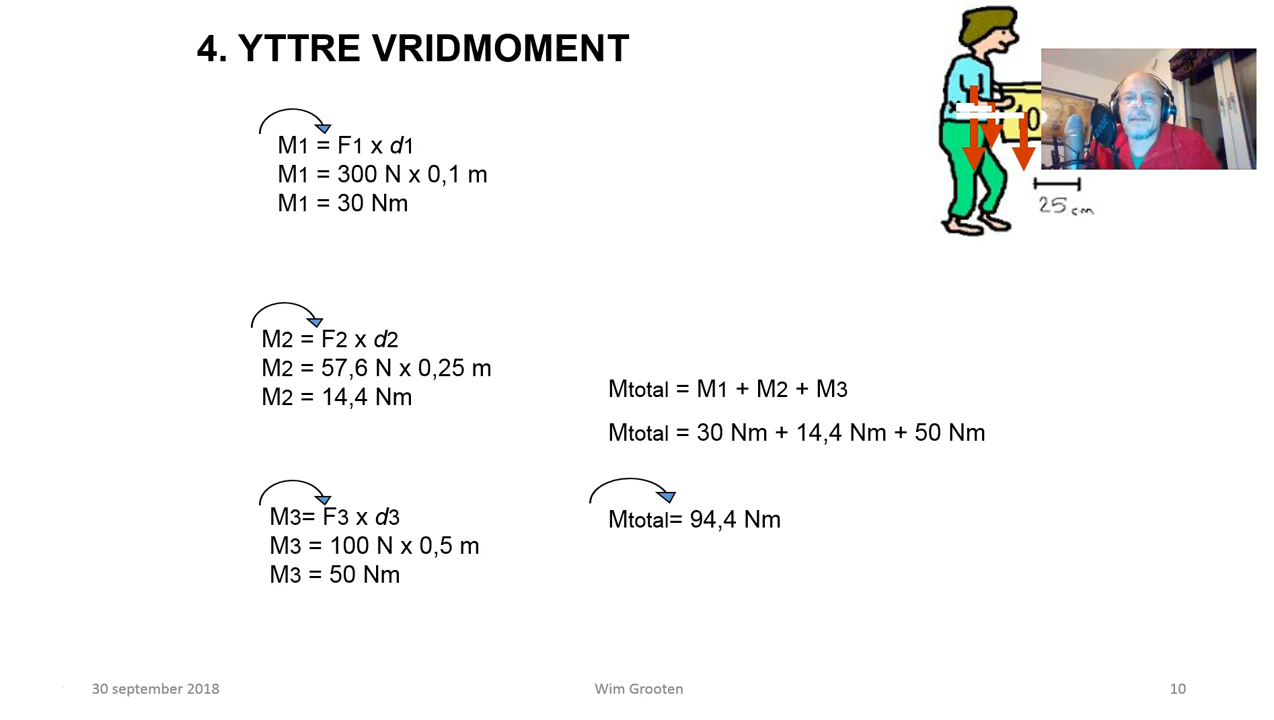 4. YTTRE VRIDMOMENT
M1 = F1 x d1
M1 = 300 N x 0,1 m
M1 = 30 Nm
10
25 cm
M2 = F2 x d2
M2 = 57,6 N x 0,25 m
M2 = 14,4 Nm
Mtotal = M1 + M2 + M3
Mtotal = 30 Nm + 14,4 Nm + 50 Nm
Mtotal= 94,4 Nm
M3= F3 x d3
M3 = 100 N x 0,5 m
M3 = 50 Nm
30 september 2018
Wim Grooten
10